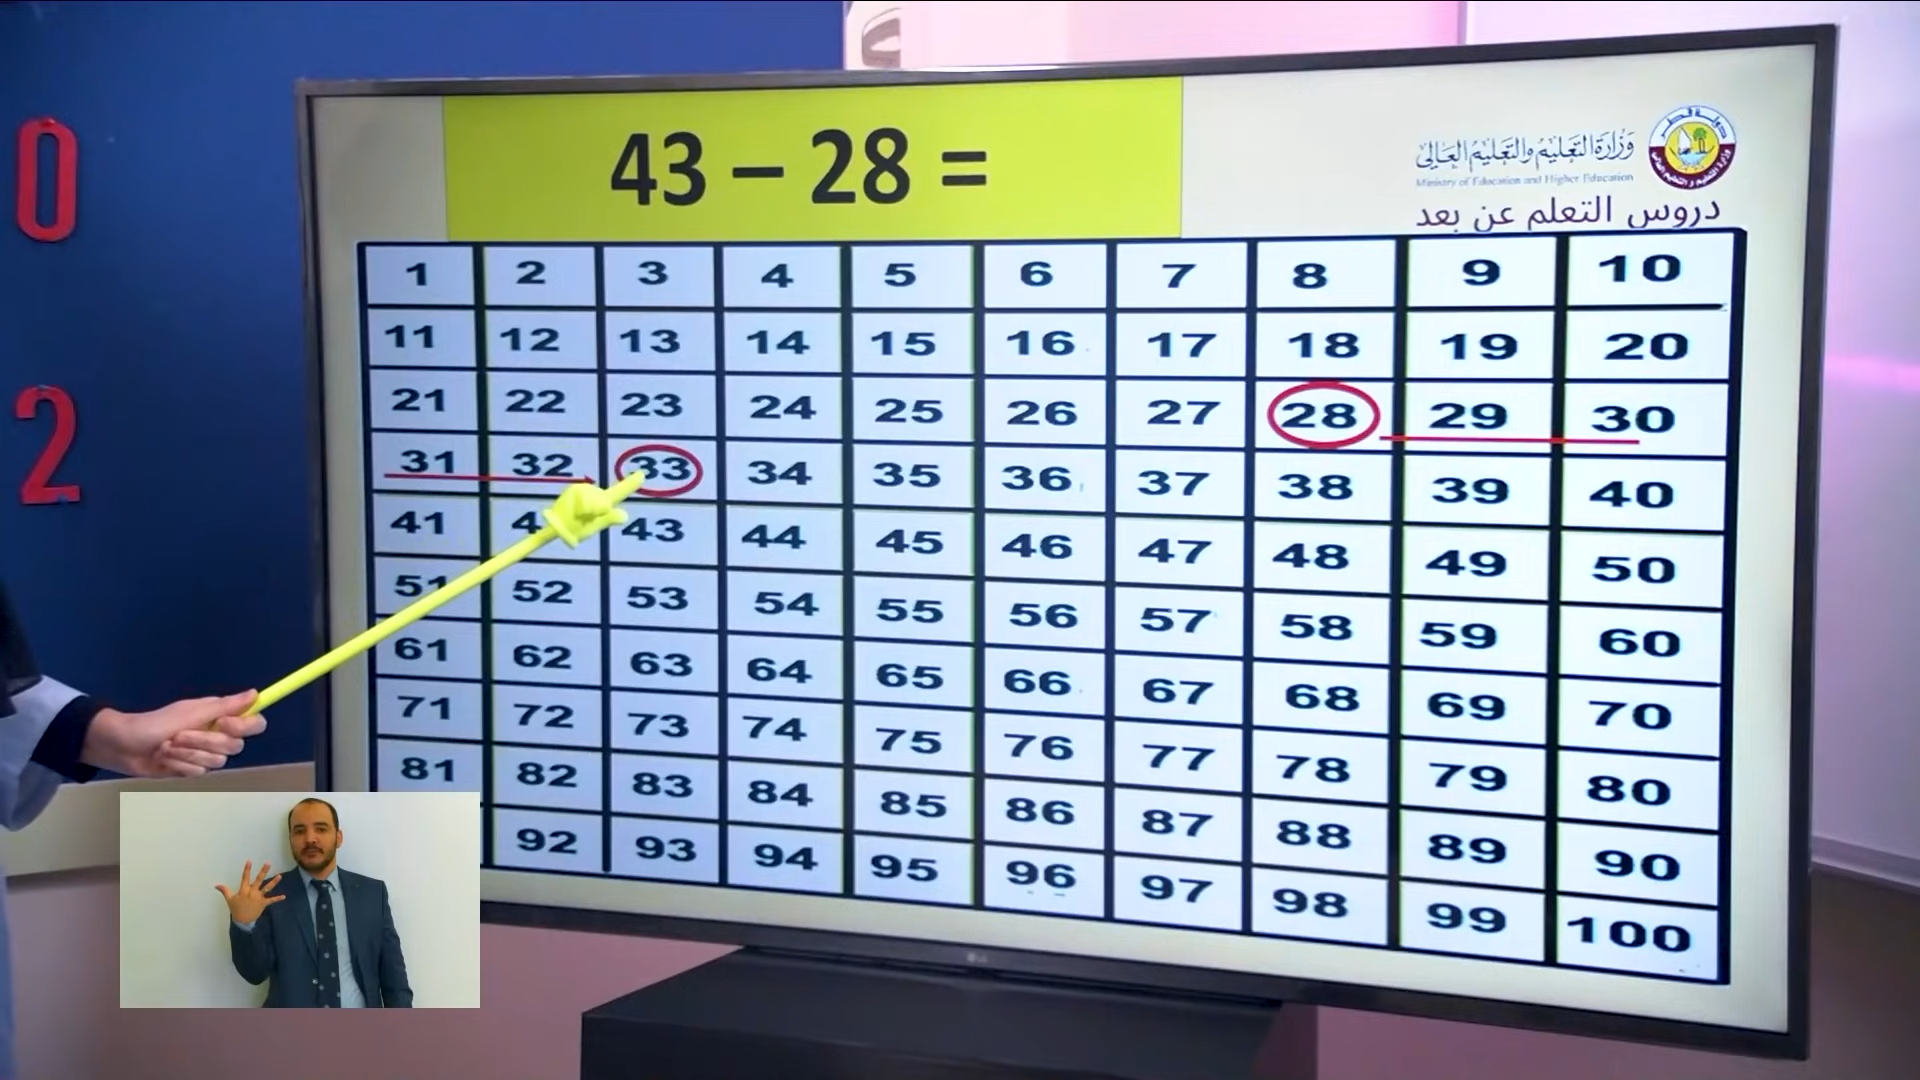 0
2
43 – 28 =
وزارة التعليم والتعليم العالي
Ministry of Education and Higher Education
دروس التعلم عن بعد
1 2 3 4 5 6 7 8 9 10
11 12 13 14 15 16 17 18 19 20
21 22 23 24 25 26 27 28 29 30
31 32 33 34 35 36 37 38 39 40
41 4 43 44 45 46 47 48 49 50
51 52 53 54 55 56 57 58 59 60
61 62 63 64 65 66 67 68 69 70
71 72 73 74 75 76 77 78 79 80
81 82 83 84 85 86 87 88 89 90
92 93 94 95 96 97 98 99 100
LG